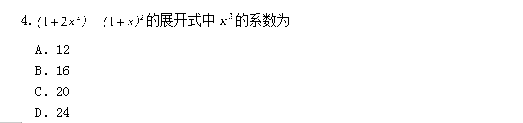 4. (1+2x²) (1+x)⁴的展开式中 x³的系数为
A. 12
B. 16
C. 20
D. 24